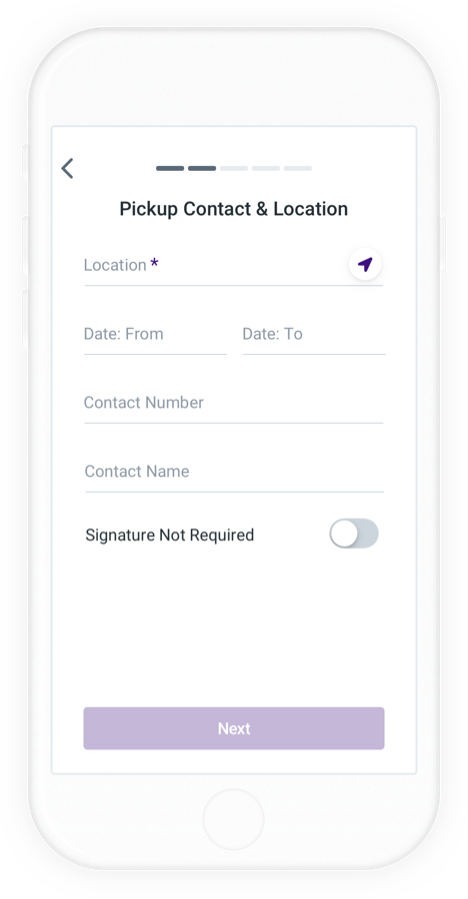 Pickup Contact & Location
Location *
Date: From Date: To
Contact Number
Contact Name
Signature Not Required
Next